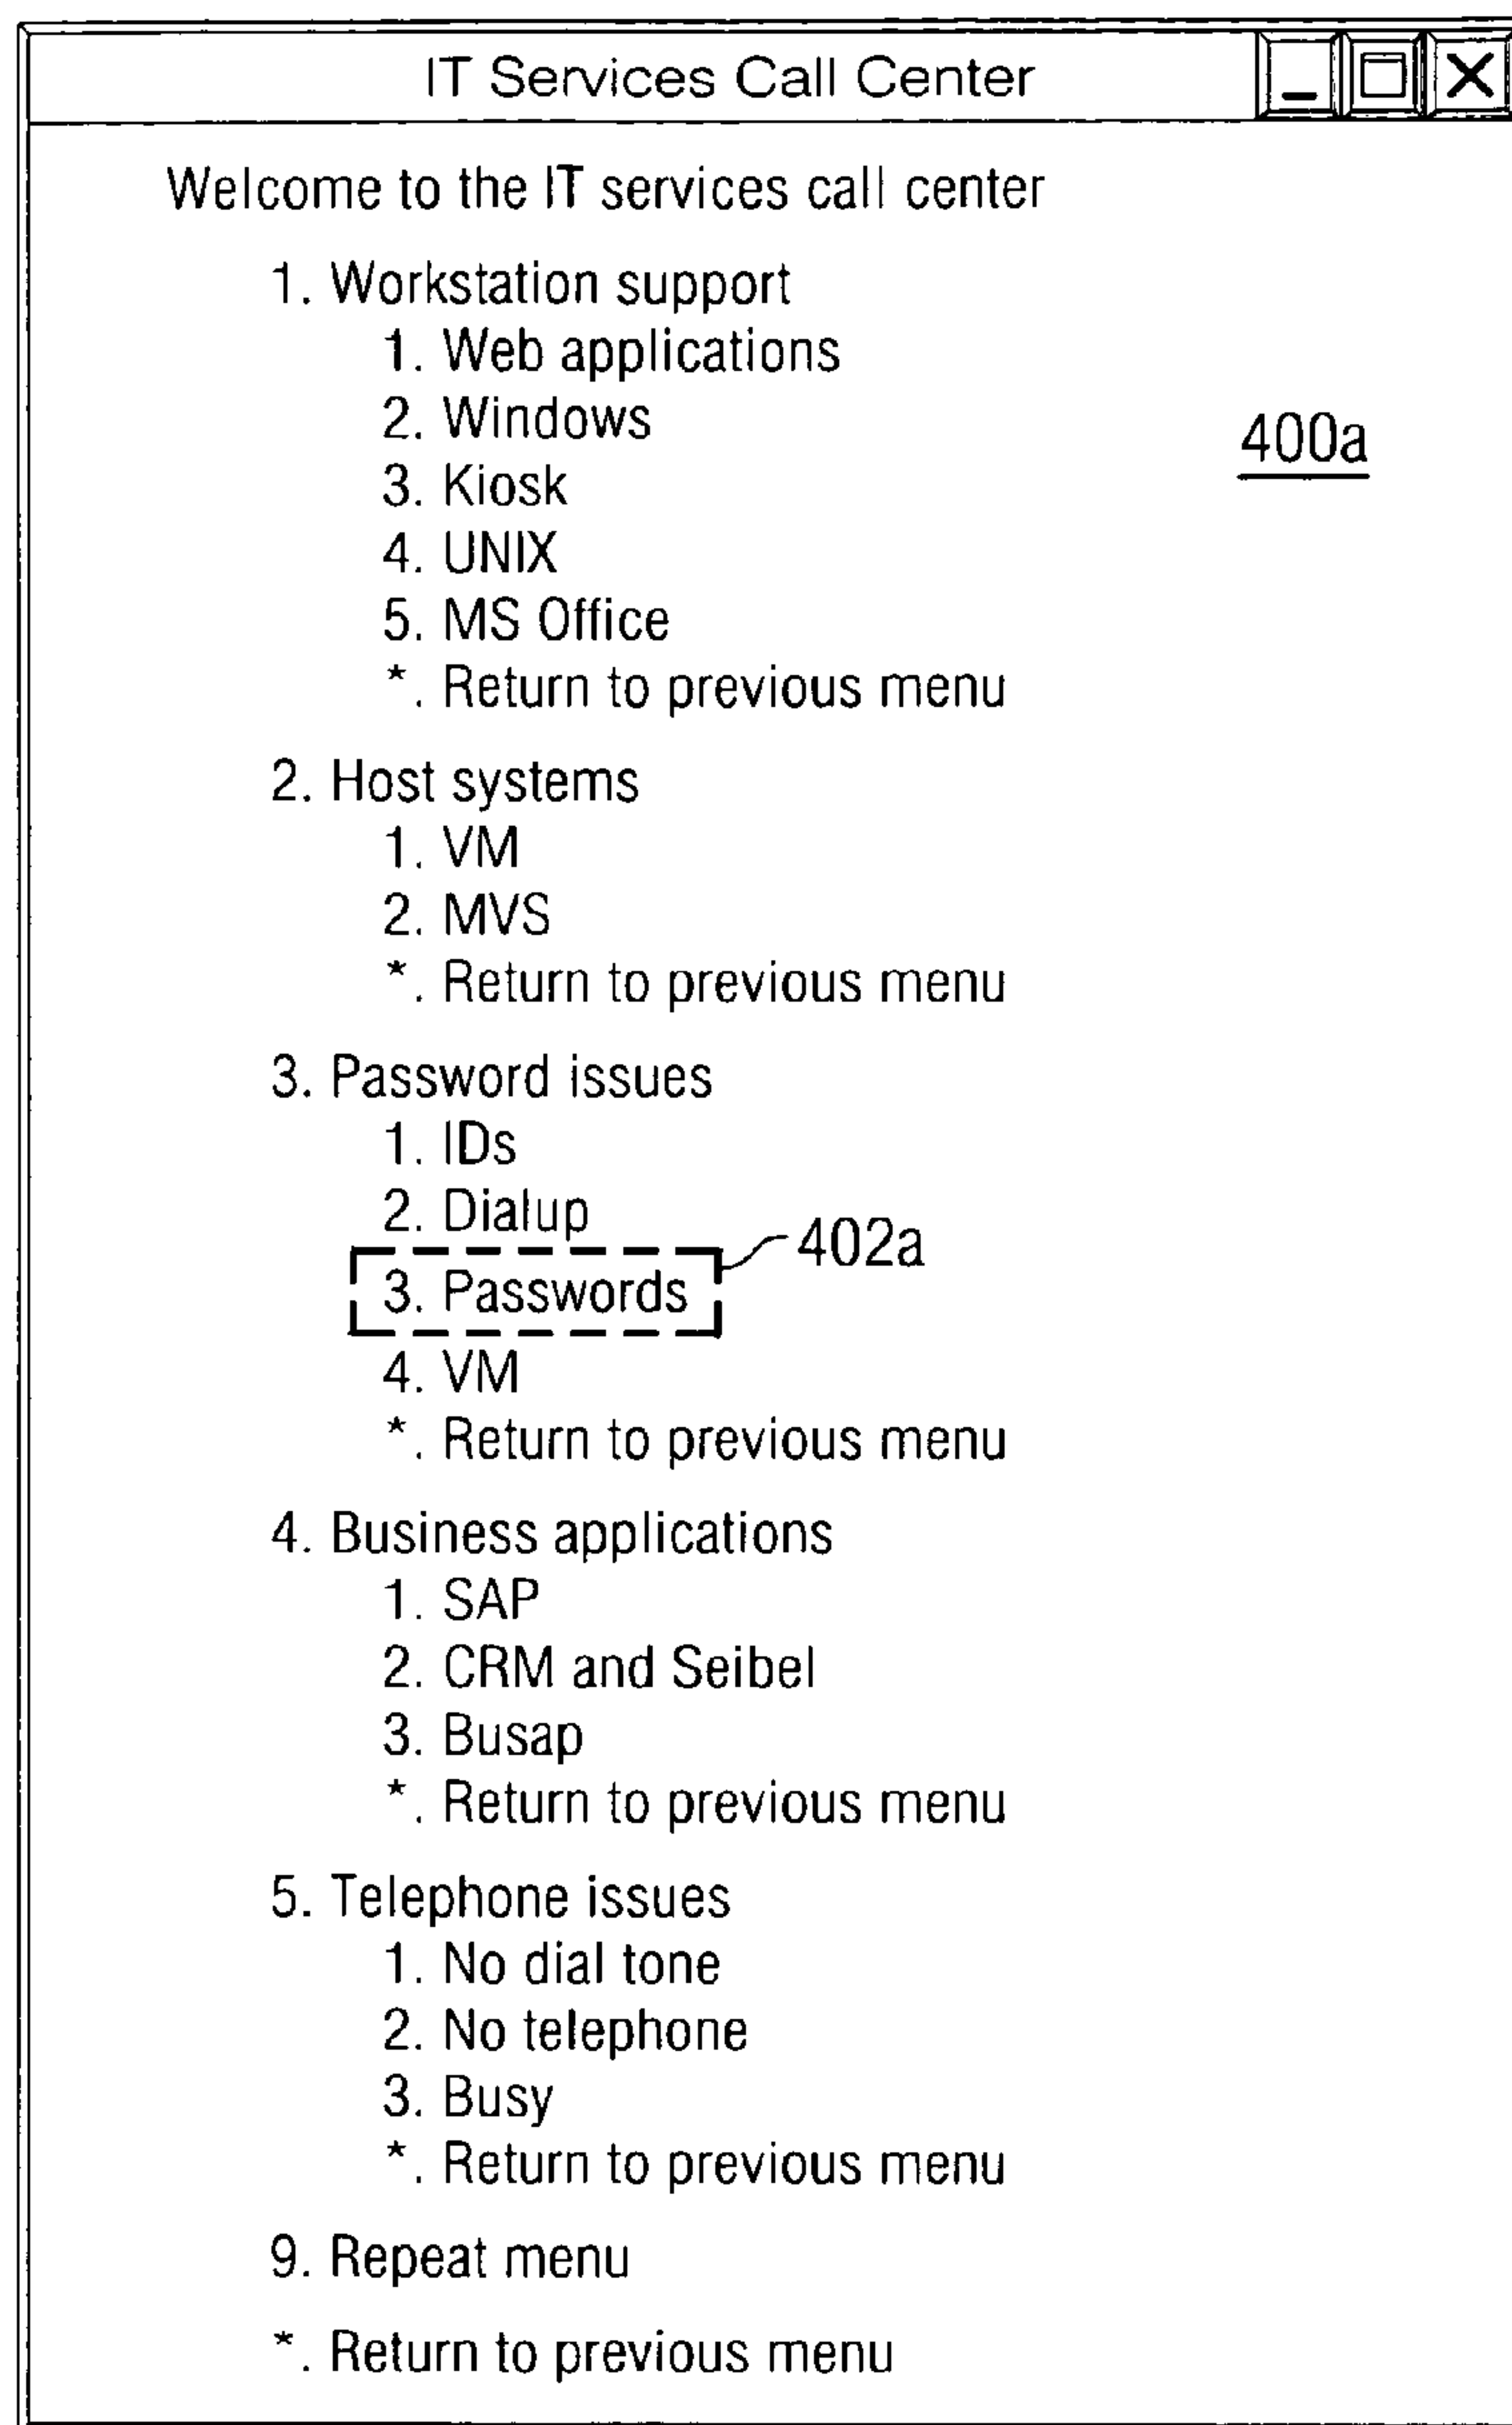 IT Services Call Center
Welcome to the IT services call center
1. Workstation support
1. Web applications
2. Windows
400a
3. Kiosk
4. UNIX
5. MS Office
*. Return to previous menu
2. Host systems
1. VM
2. MVS
*. Return to previous menu
3. Password issues
1. IDs
2. Dialup
402a
3. Passwords
4. VM
*. Return to previous menu
4. Business applications
1. SAP
2. CRM and Seibel
3. Busap
*. Return to previous menu
5. Telephone issues
1. No dial tone
2. No telephone
3. Busy
*. Return to previous menu
9. Repeat menu
*. Return to previous menu